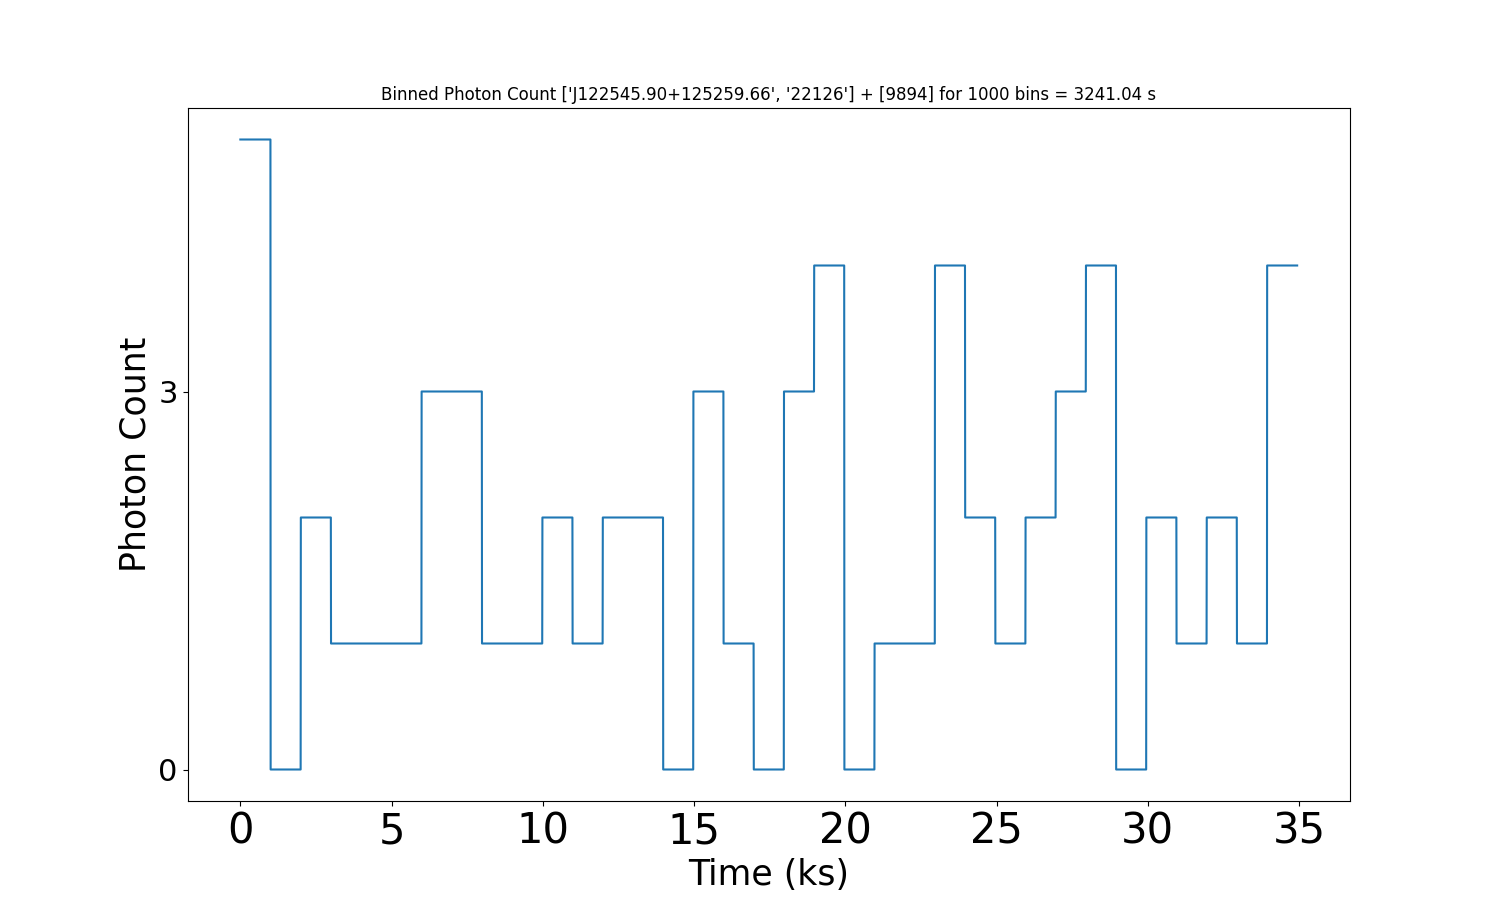 Binned Photon Count ['J122545.90+125259.66', '22126'] + [9894] for 1000 bins = 3241.04 s
Photon Count
3
0
0 5 10 15 20 25 30 35
Time (ks)